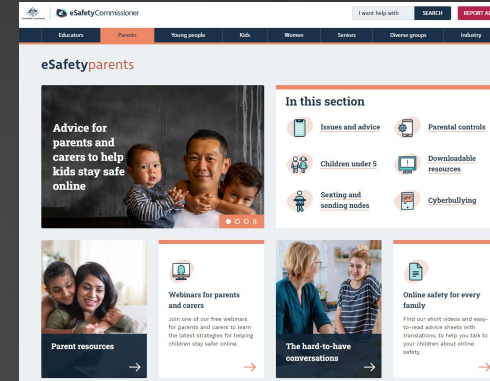 eSafetyCommissioner
I want help with
SEARCH
REPORT AB
Educators
Parents
Young people
Kids
Women
Seniors
Diverse groups
Industry
eSafetyparents
Advice for
parents and
carers to help
kids stay safe
online
In this section
Issues and advice
Parental controls
Children under 5
Downloadable
resources
Sexting and
sending nudes
Cyberbullying
Parent resources
Webinars for parents
and carers
Join one of our free webinars
for parents and carers to learn
the latest strategies for helping
children stay safer online.
The hard-to-have
conversations
Online safety for every
family
Find our short videos and easy-
to-read advice sheets with
translations, to help you talk to
your children about online
safety.